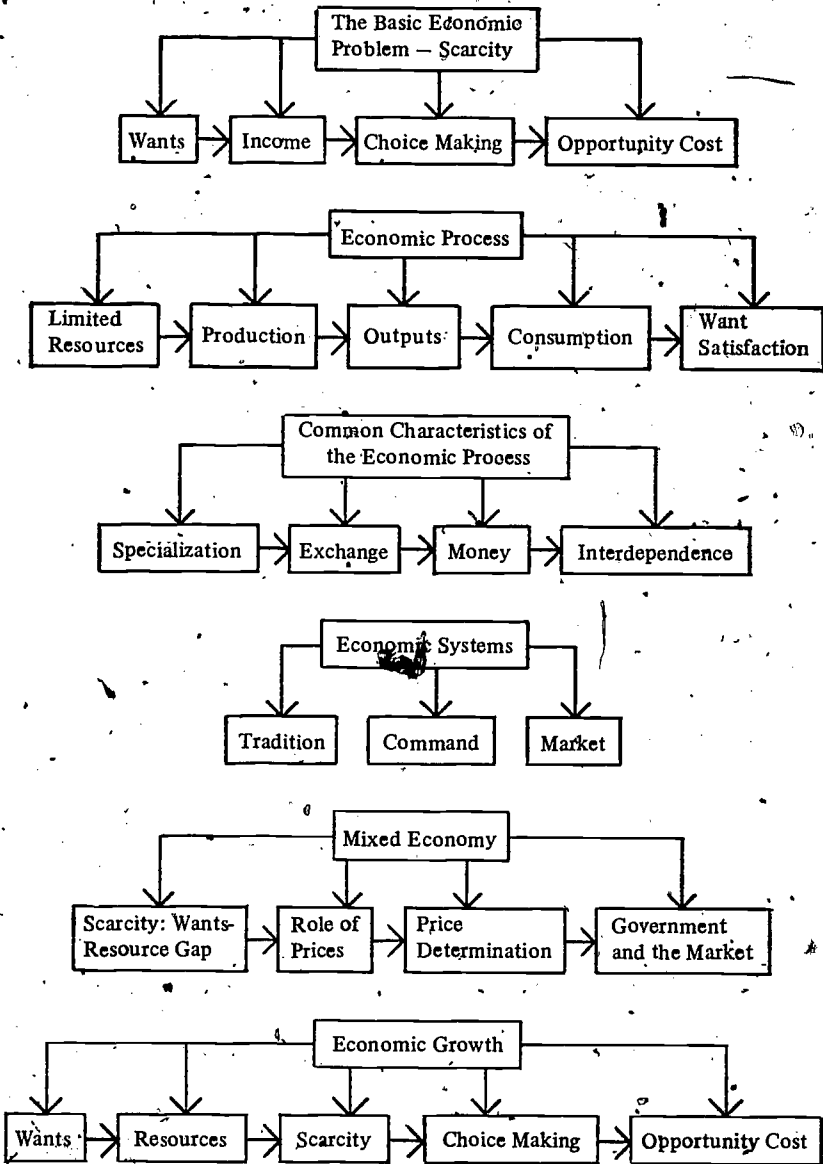 The Basic Economic
Problem — Scarcity
Wants
Income
Choice Making
Opportunity Cost
Economic Process
Limited
Resources
Production
Outputs
Consumption
Want
Satisfaction
Common Characteristics of
the Economic Process
Specialization
Exchange
Money
Interdependence
Economic Systems
Tradition
Command
Market
Mixed Economy
Scarcity: Wants-
Resource Gap
Role of
Prices
Price
Determination
Government
and the Market
Economic Growth
Wants
Resources
Scarcity
Choice Making
Opportunity Cost